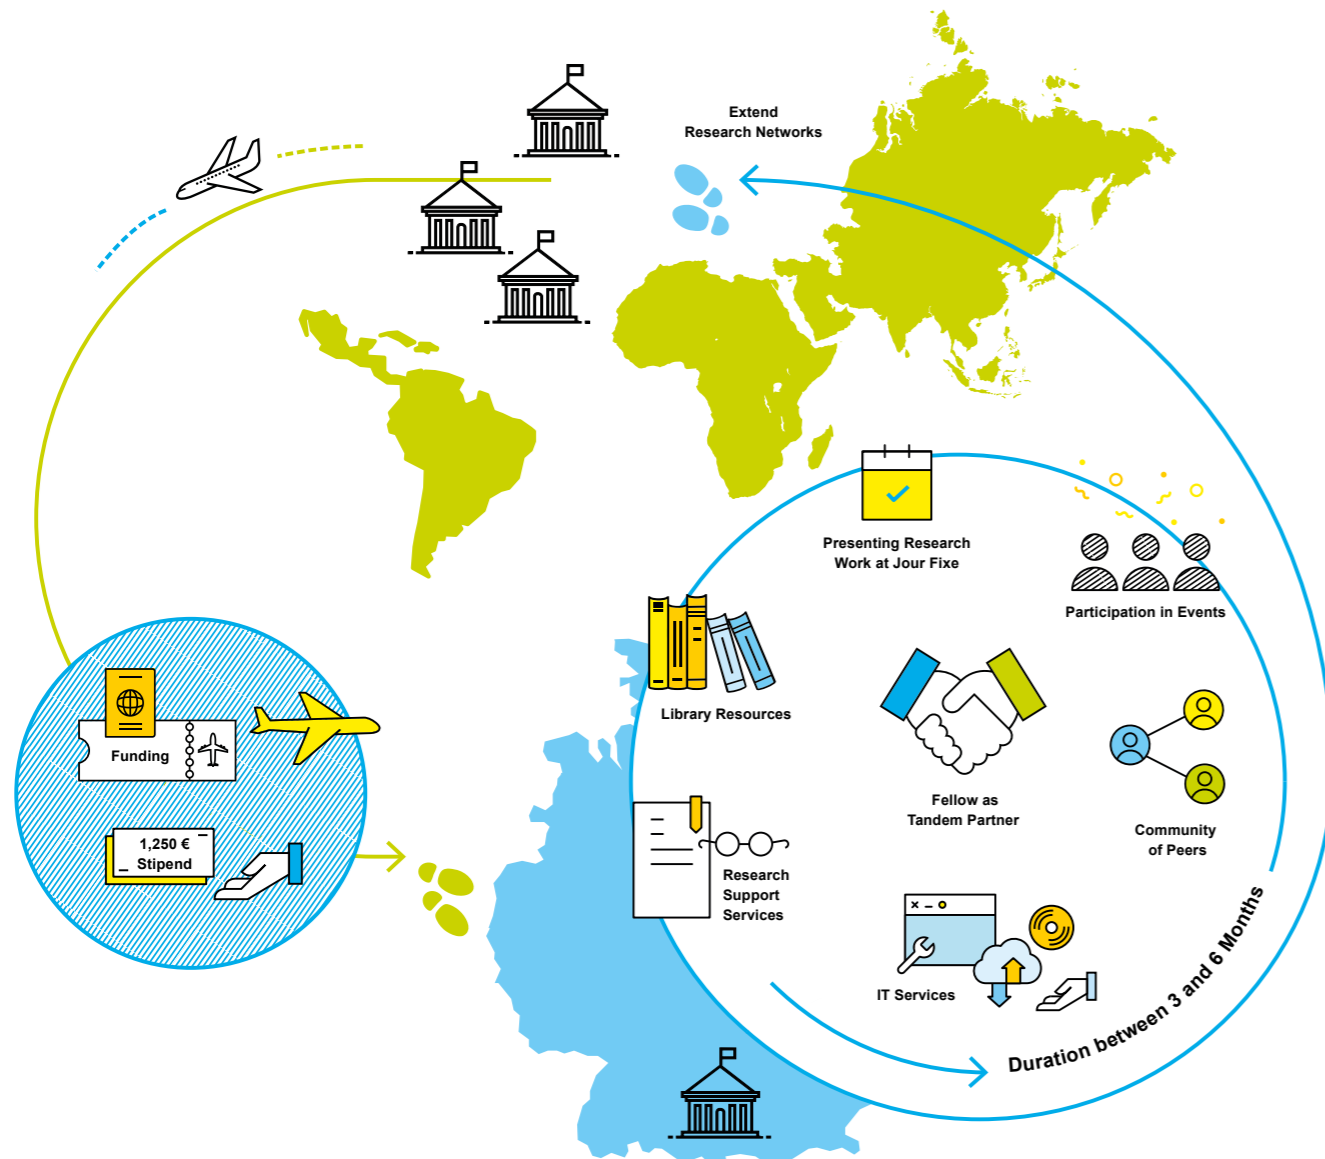 Extend
Research Networks
Presenting Research
Work at Jour Fixe
Participation in Events
Library Resources
Funding
Fellow as
Tandem Partner
1,250 €
Stipend
Community
of Peers
Research
Support
Services
IT Services
Duration between 3 and 6 Months